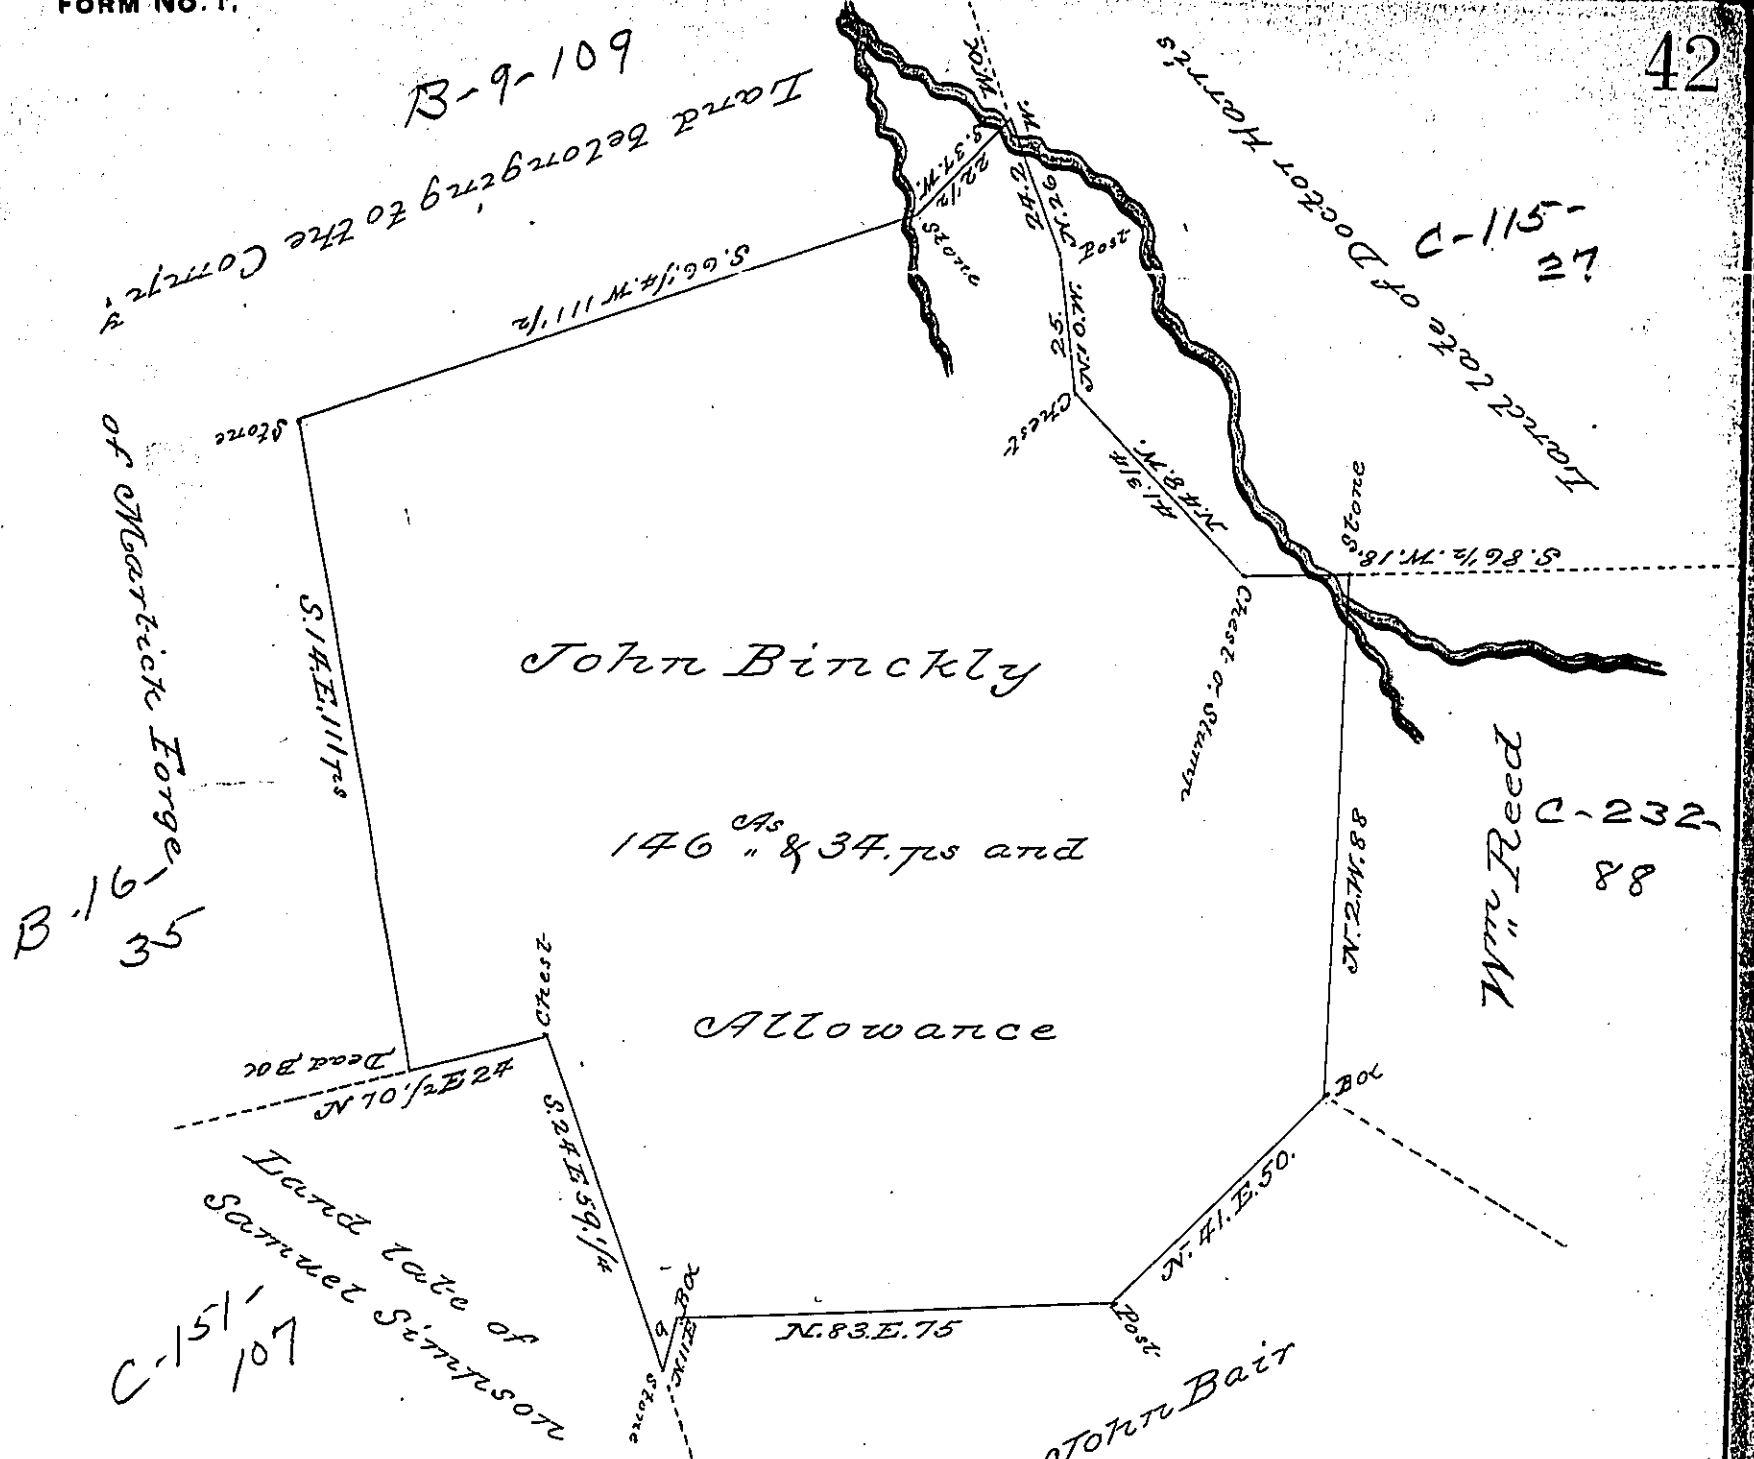 FORM NO. 1.
42
B-9-109
Land belonging to the Comp.y
of Martick Forge
B-16-
35
Land late of Doctor Harris
C-115-
27
W.Ox
S.37.W.
22 1/2
N.26 W.
24.2
Post
Stone
S.66.1/4.W 111 1/2
N.10.W.
25.
Chest
N.48.W.
41.3/4
Stone
S.86 1/2.W.18.
Chest. o. Stump
Stone
S.14.E.111 ps
John Binckly
146 As & 34.ps and
Allowance
N.2.W.88
Wm Reed
C-232-
88
Chest
Dead BO
N 70.1/2 E 24
S.24 E 59.1/4
BO
N.41.E.50.
Land late of
Samuel Simpson
C-151-
107
BO
9
N.11E
Stone
N.83.E.75
Post
John Bair